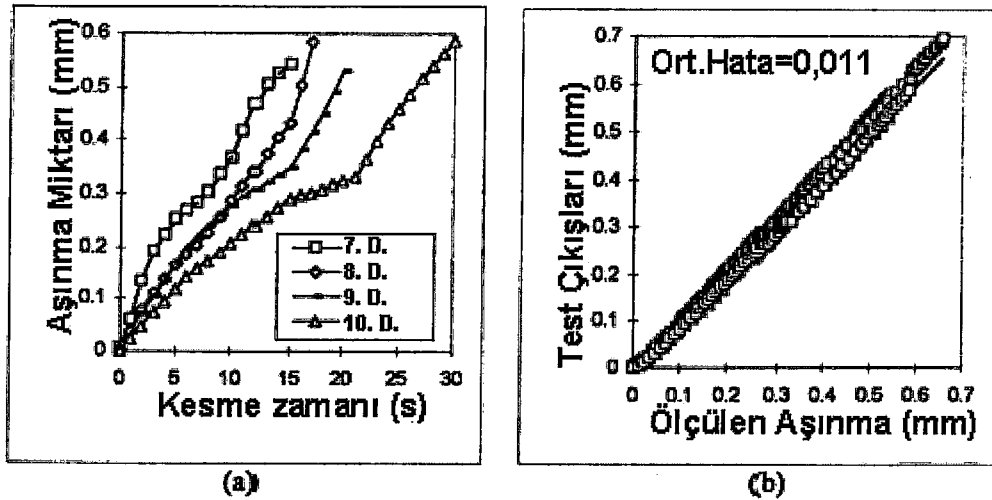 Aşınma Miktarı (mm)
0.6
0.5
0.4
0.3
0.2
0.1
0
7. D.
8. D.
9. D.
10. D.
0 5 10 15 20 25 30
Kesme zamanı (s)
(a)
Test Çıkışları (mm)
0.7
0.6
0.5
0.4
0.3
0.2
0.1
0
Ort.Hata=0,011
0 0.1 0.2 0.3 0.4 0.5 0.6 0.7
Ölçülen Aşınma (mm)
(b)